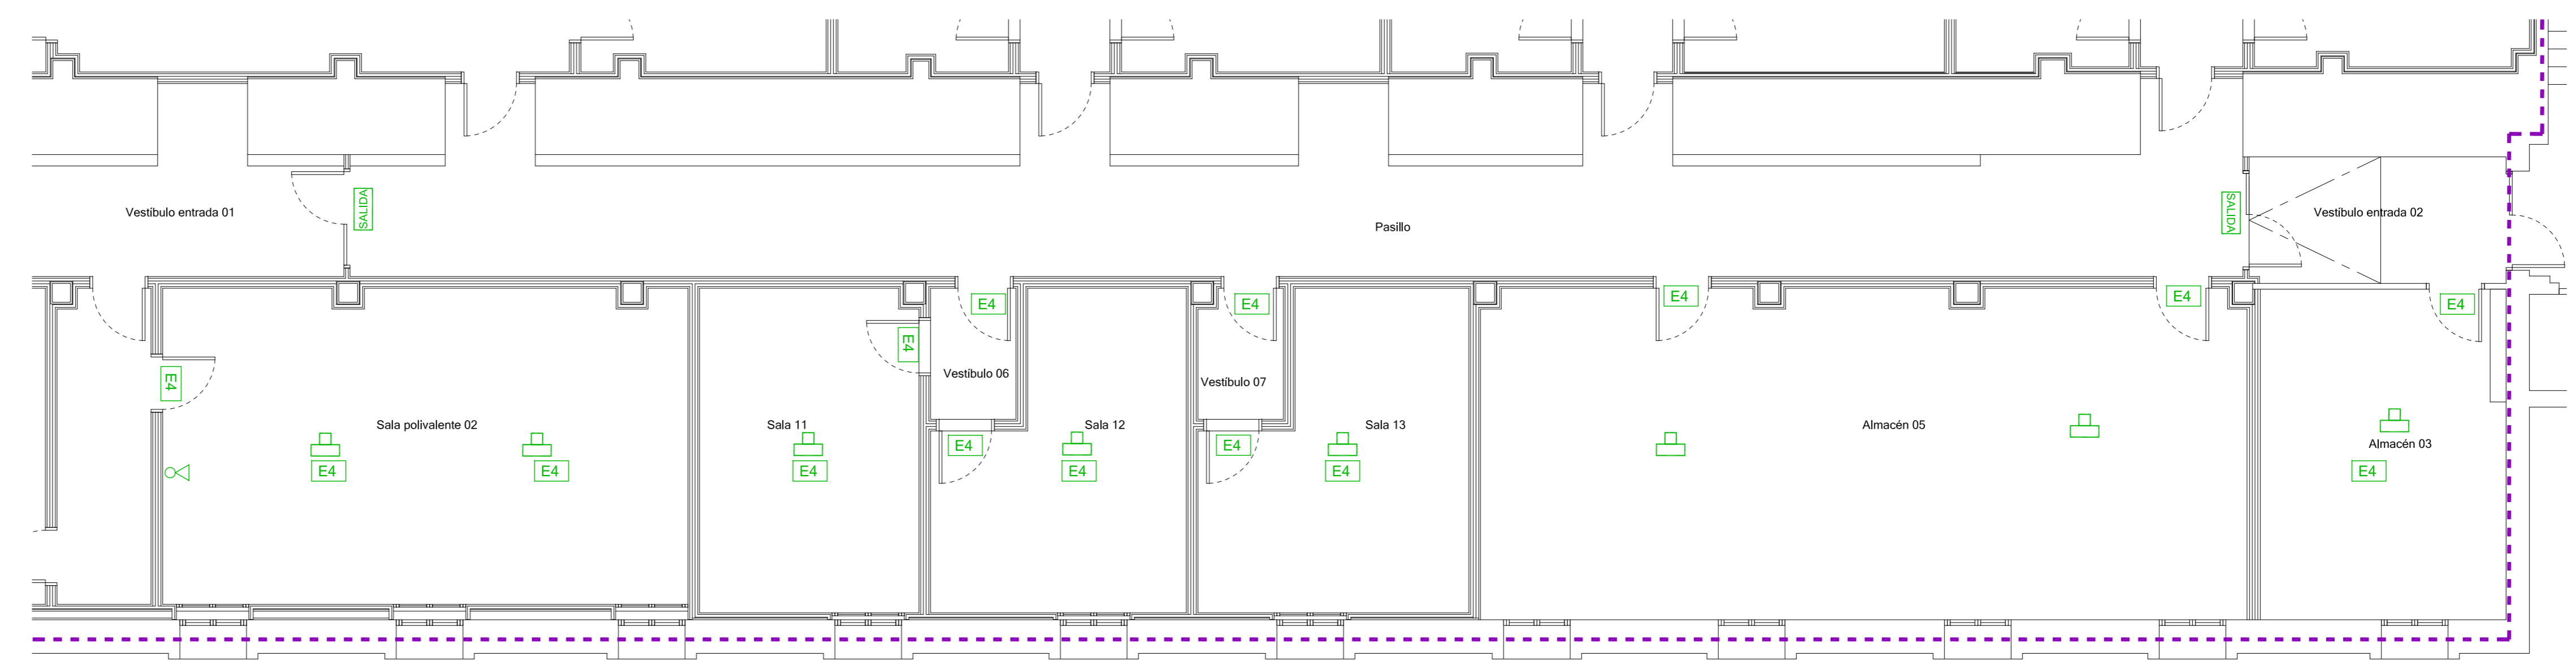 SALIDA
SALIDA
Vestíbulo entrada 01
Vestíbulo entrada 02
Pasillo
E4
E4
E4
E4
E4
E4
E4
Vestíbulo 06
Vestíbulo 07
Sala polivalente 02
Sala 11
Sala 12
Sala 13
Almacén 05
Almacén 03
E4
E4
E4
E4
E4
E4
E4
E4